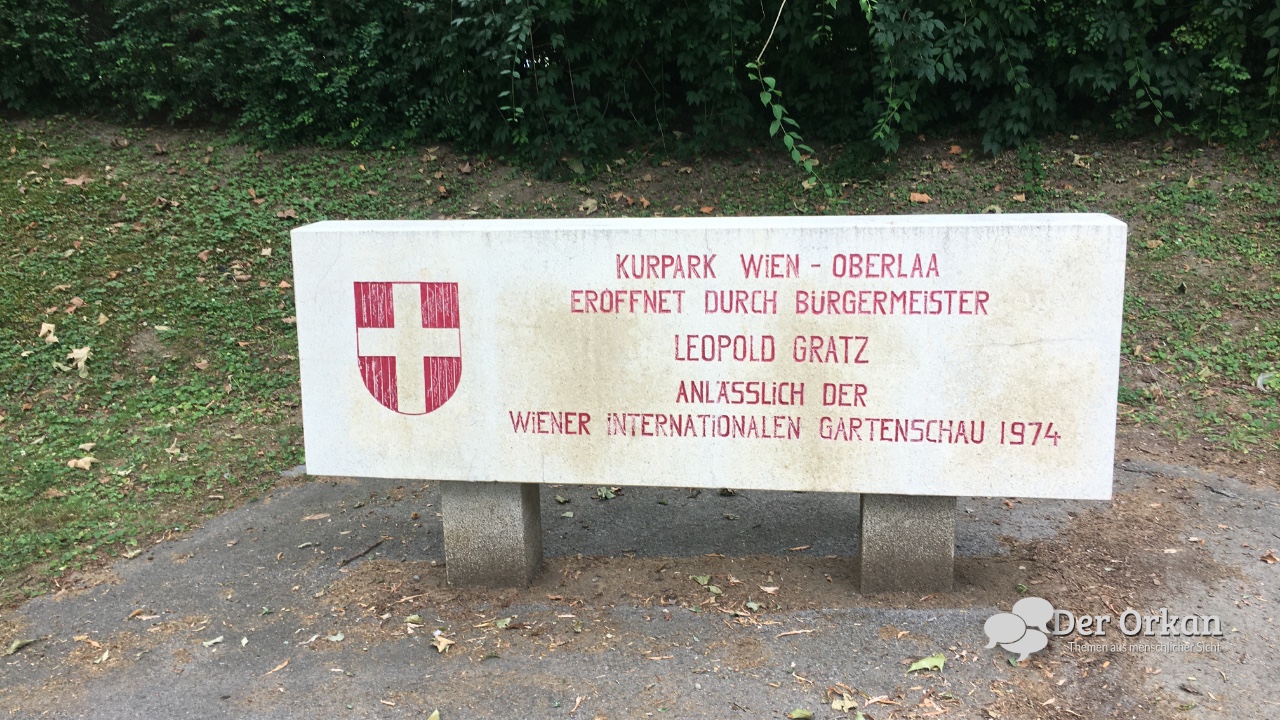 KURPARK WiEN - OBERLAA
ERÖFFNET DURCH BÜRGERMEiSTER
LEOPOLD GRATZ
ANLÄSSLiCH DER
WiENER iNTERNATiONALEN GARTENSCHAU 1974
Der Orkan
Themen aus menschlicher Sicht